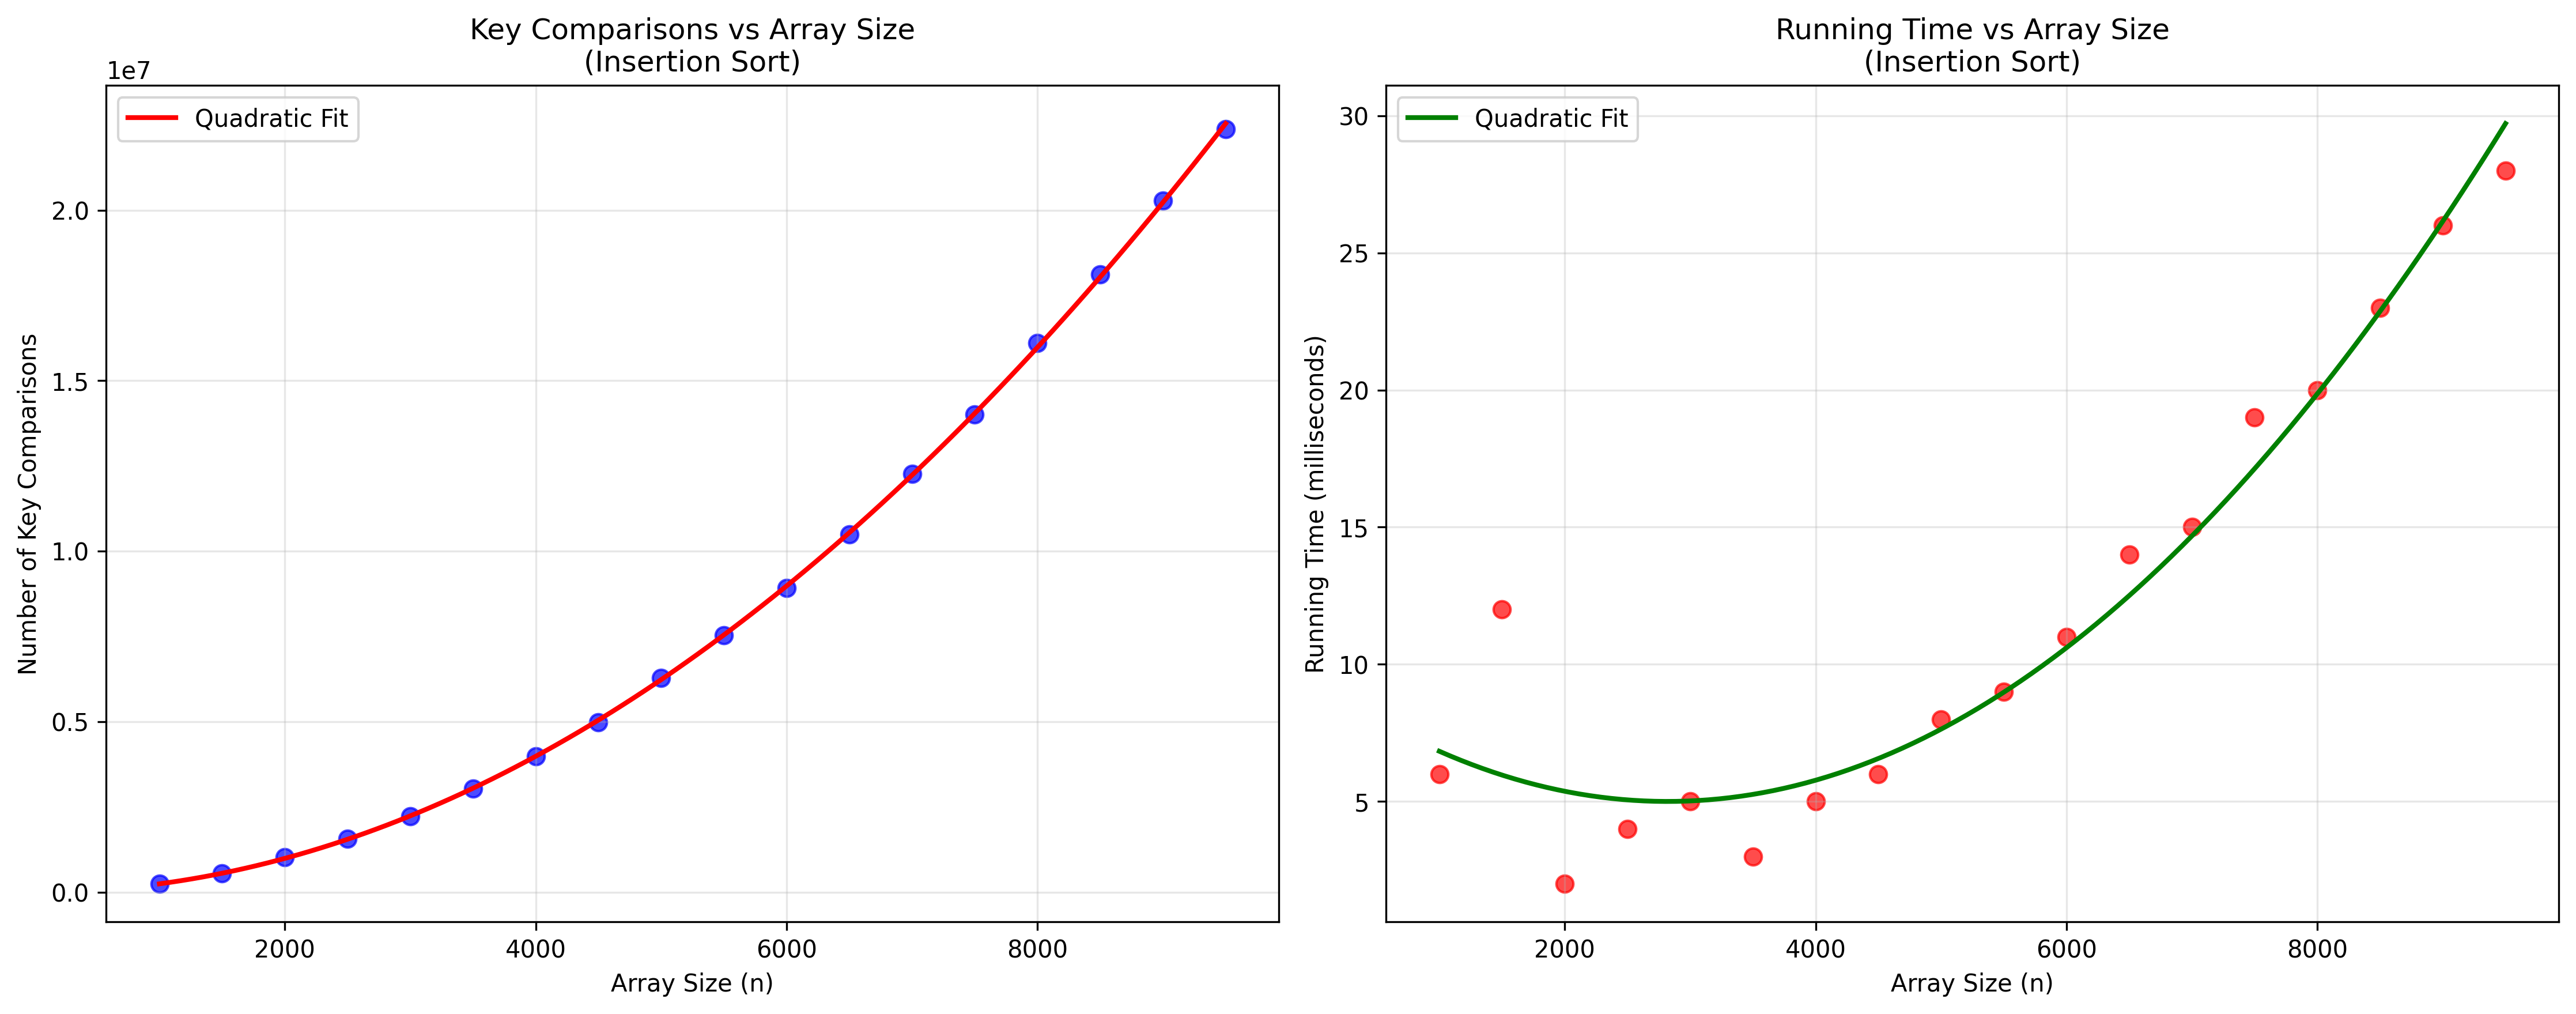 Key Comparisons vs Array Size
(Insertion Sort)
1e7
Quadratic Fit
Number of Key Comparisons
2.0
1.5
1.0
0.5
0.0
2000
4000
6000
8000
Array Size (n)
Running Time vs Array Size
(Insertion Sort)
Quadratic Fit
Running Time (milliseconds)
30
25
20
15
10
5
2000
4000
6000
8000
Array Size (n)